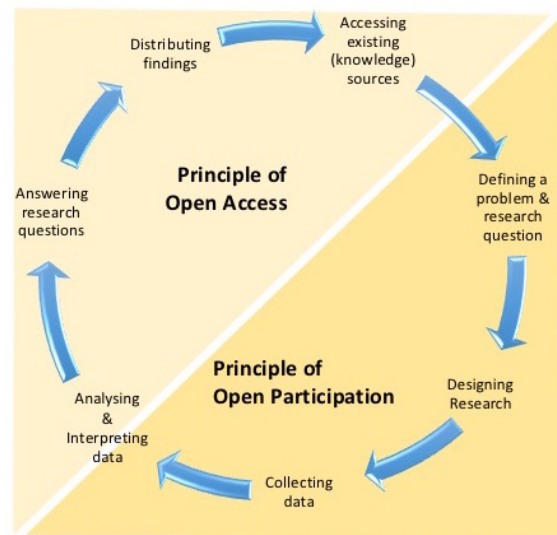 Distributing
findings
Accessing
existing
(knowledge)
sources
Defining a
problem &
research
question
Designing
Research
Collecting
data
Analysing
&
Interpreting
data
Answering
research
questions
Principle of
Open Access
Principle of
Open Participation